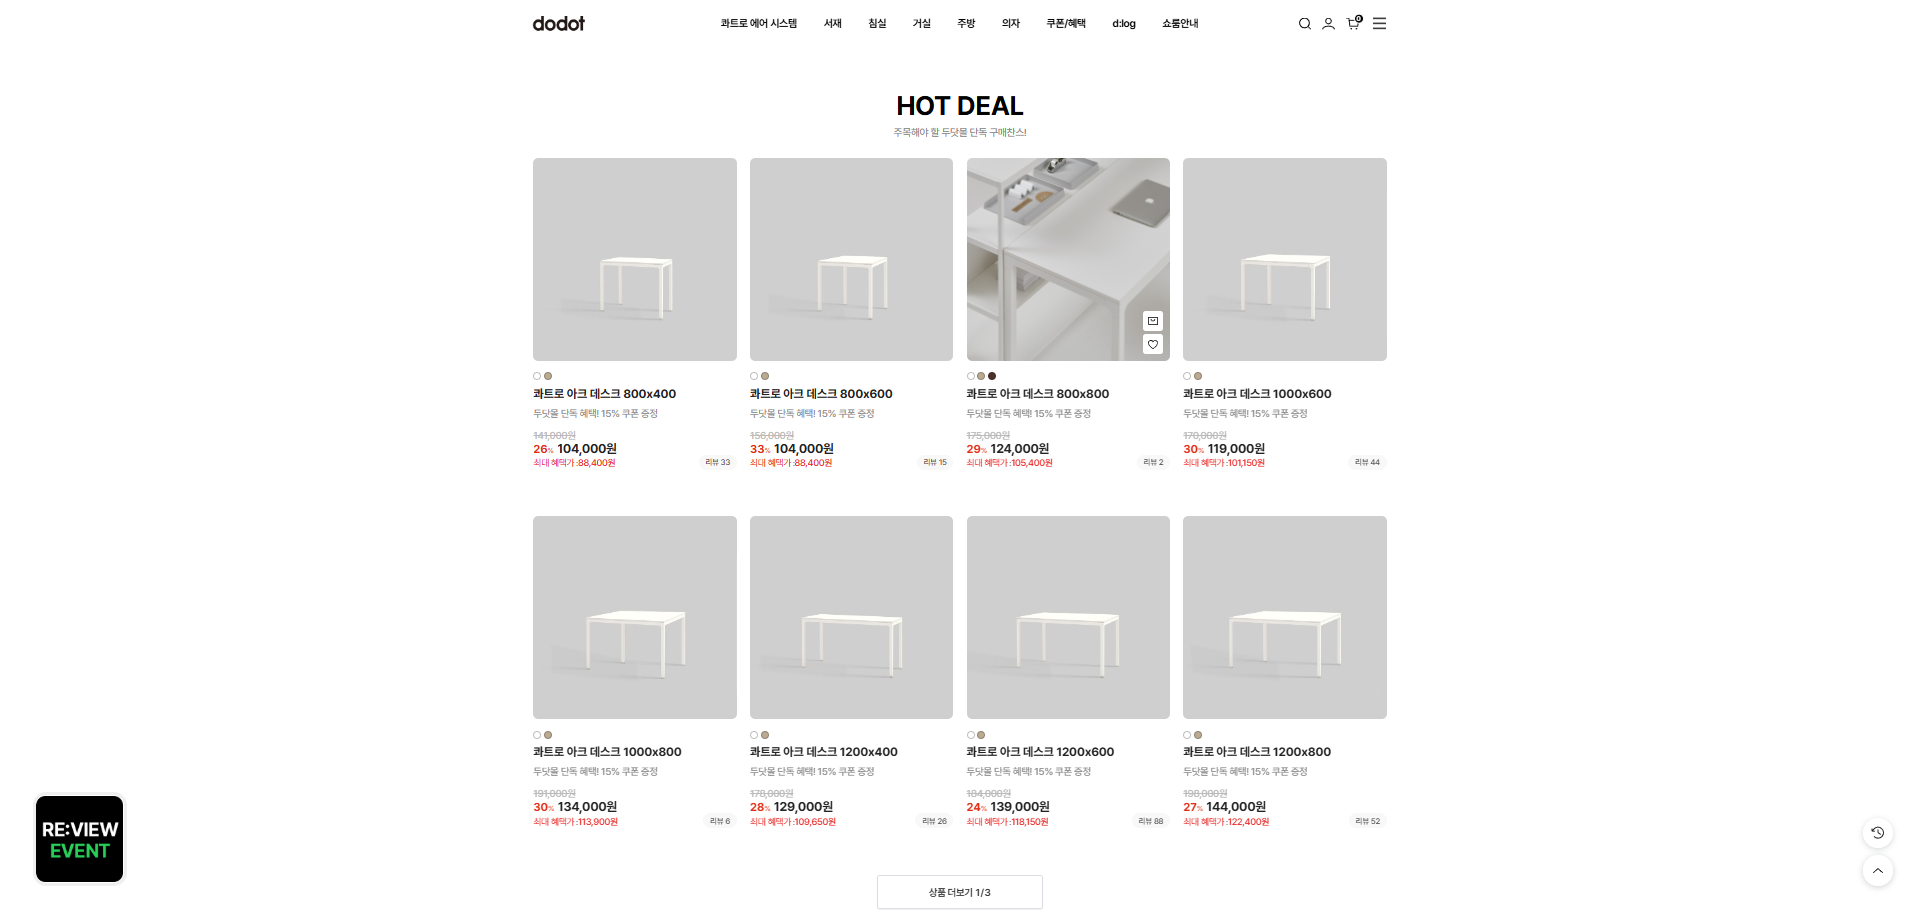 dodot
콰트로 에어 시스템 서재 침실 거실 주방 의자 쿠폰/혜택 d:log 쇼룸안내
0
HOT DEAL
주목해야 할 두닷몰 단독 구매찬스!
콰트로 아크 데스크 800x400
두닷몰 단독 혜택! 15% 쿠폰 증정
141,000원
26% 104,000원
최대 혜택가 :88,400원
리뷰 33
콰트로 아크 데스크 800x600
두닷몰 단독 혜택! 15% 쿠폰 증정
156,000원
33% 104,000원
최대 혜택가 :88,400원
리뷰 15
콰트로 아크 데스크 800x800
두닷몰 단독 혜택! 15% 쿠폰 증정
175,000원
29% 124,000원
최대 혜택가 :105,400원
리뷰 2
콰트로 아크 데스크 1000x600
두닷몰 단독 혜택! 15% 쿠폰 증정
170,000원
30% 119,000원
최대 혜택가 :101,150원
리뷰 44
콰트로 아크 데스크 1000x800
두닷몰 단독 혜택! 15% 쿠폰 증정
191,000원
30% 134,000원
최대 혜택가 :113,900원
리뷰 6
콰트로 아크 데스크 1200x400
두닷몰 단독 혜택! 15% 쿠폰 증정
178,000원
28% 129,000원
최대 혜택가 :109,650원
리뷰 26
콰트로 아크 데스크 1200x600
두닷몰 단독 혜택! 15% 쿠폰 증정
184,000원
24% 139,000원
최대 혜택가 :118,150원
리뷰 88
콰트로 아크 데스크 1200x800
두닷몰 단독 혜택! 15% 쿠폰 증정
198,000원
27% 144,000원
최대 혜택가 :122,400원
리뷰 52
RE:VIEW
EVENT
상품 더보기 1/3